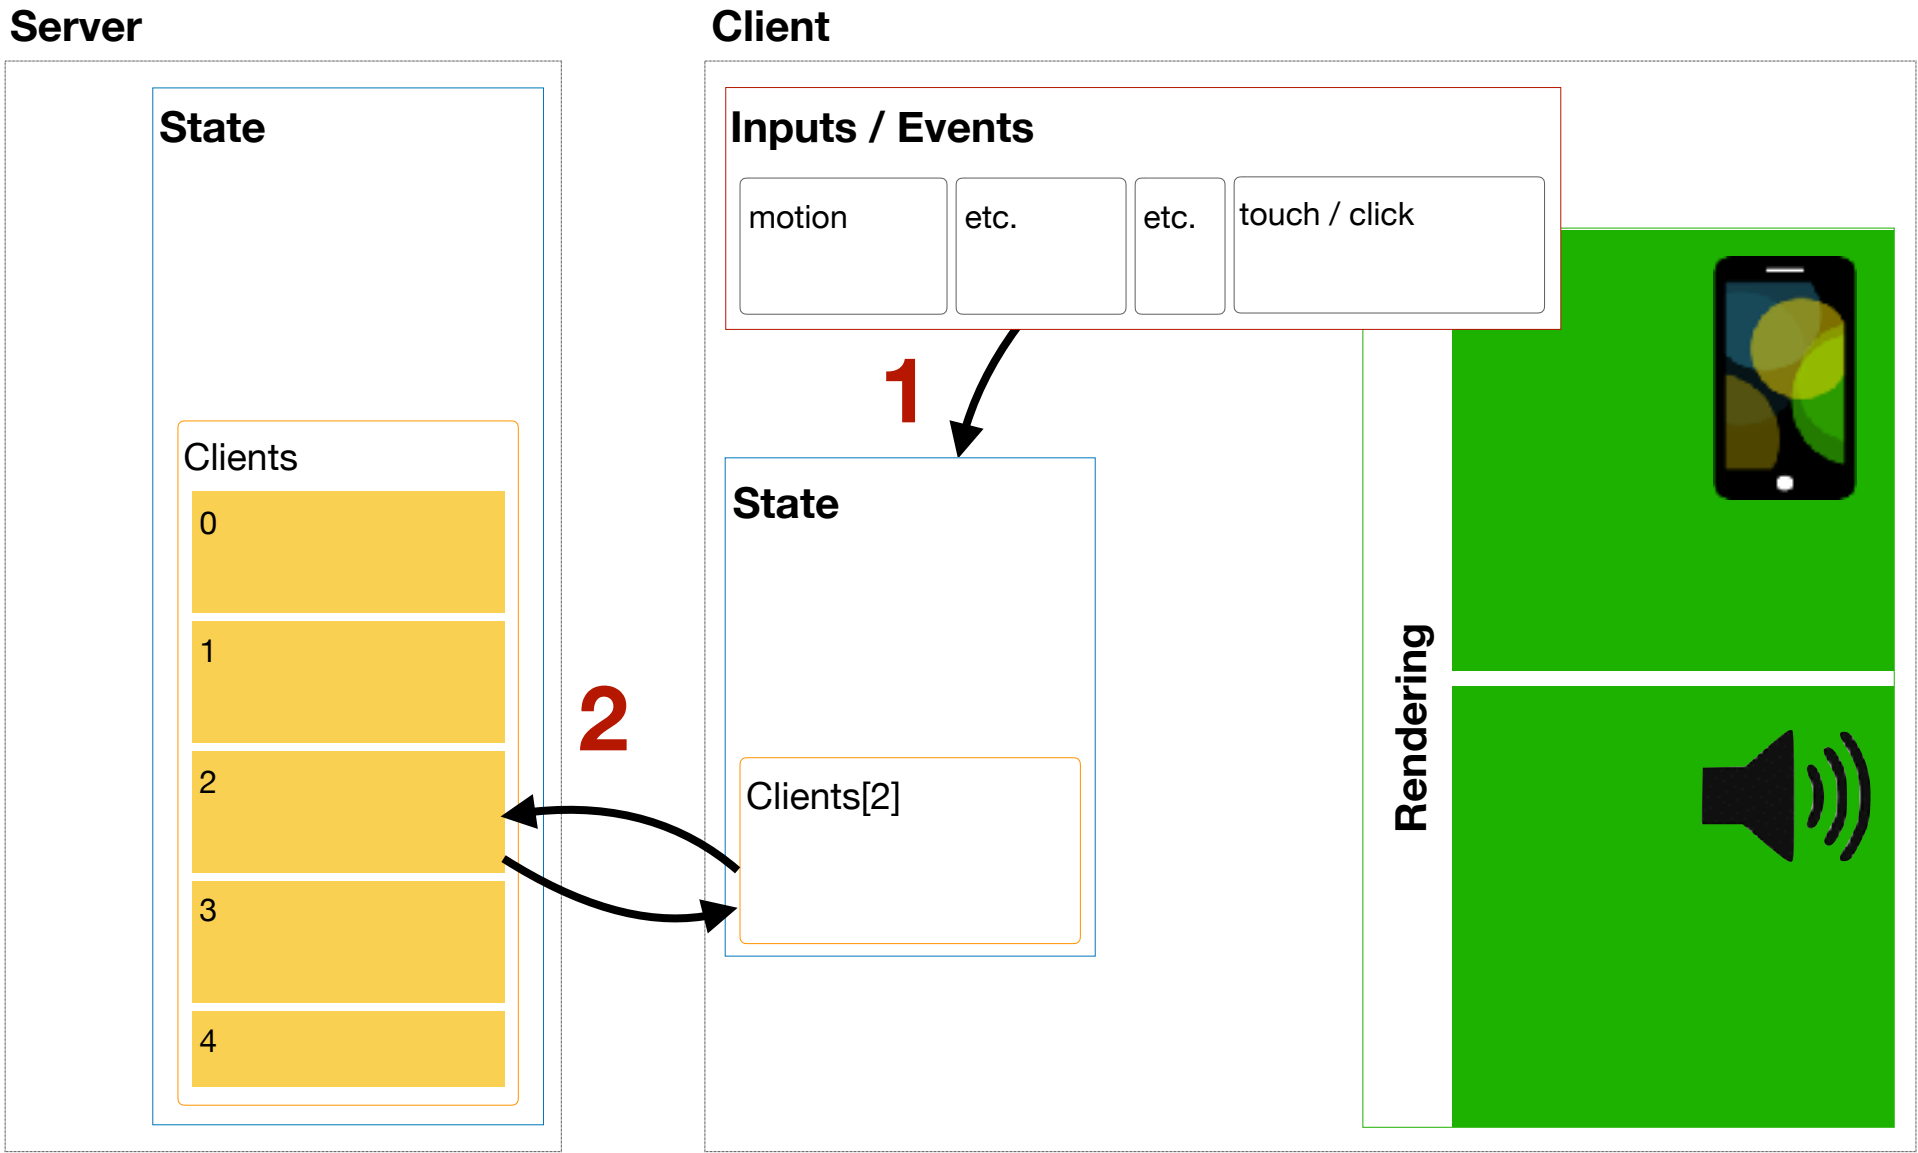 Server
State
Clients
0
1
2
3
4
2
Client
Inputs / Events
motion
etc.
etc.
touch / click
1
State
Clients[2]
Rendering